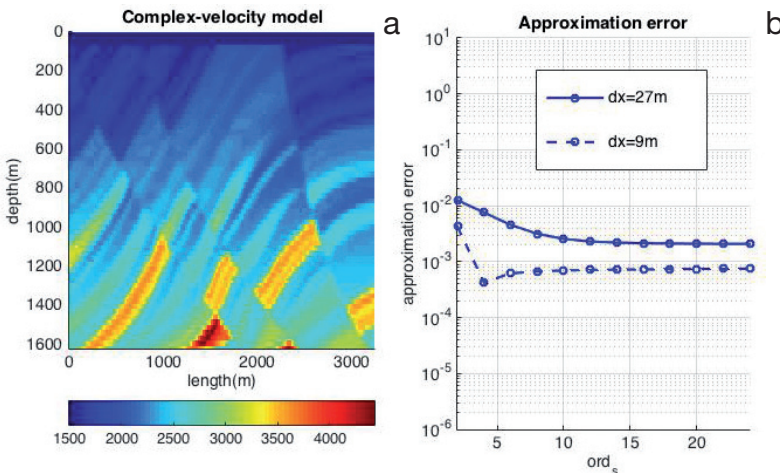 Complex-velocity model
a
0
200
400
600
800
1000
1200
1400
1600
depth(m)
0 1000 2000 3000
length(m)
1500 2000 2500 3000 3500 4000
Approximation error
b
10^1
10^0
10^-1
10^-2
10^-3
10^-4
10^-5
10^-6
approximation error
dx=27m
dx=9m
5 10 15 20
ord_s